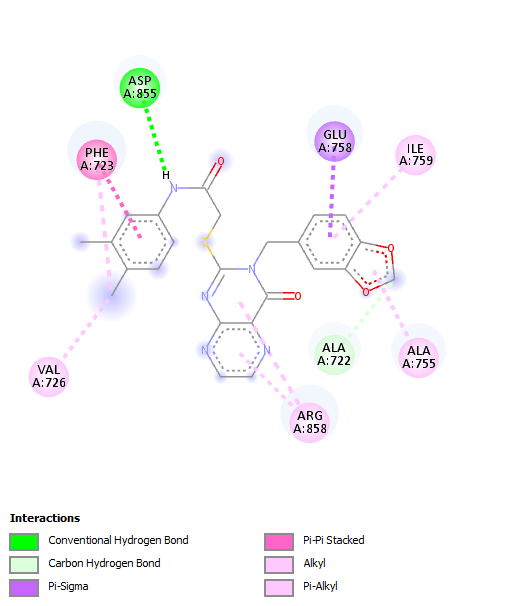 ASP
A:855
PHE
A:723
GLU
A:758
ILE
A:759
H
N
O
S
N
N
O
N
N
O
O
ALA
A:722
ALA
A:755
VAL
A:726
ARG
A:858
Interactions
Conventional Hydrogen Bond
Carbon Hydrogen Bond
Pi-Sigma
Pi-Pi Stacked
Alkyl
Pi-Alkyl